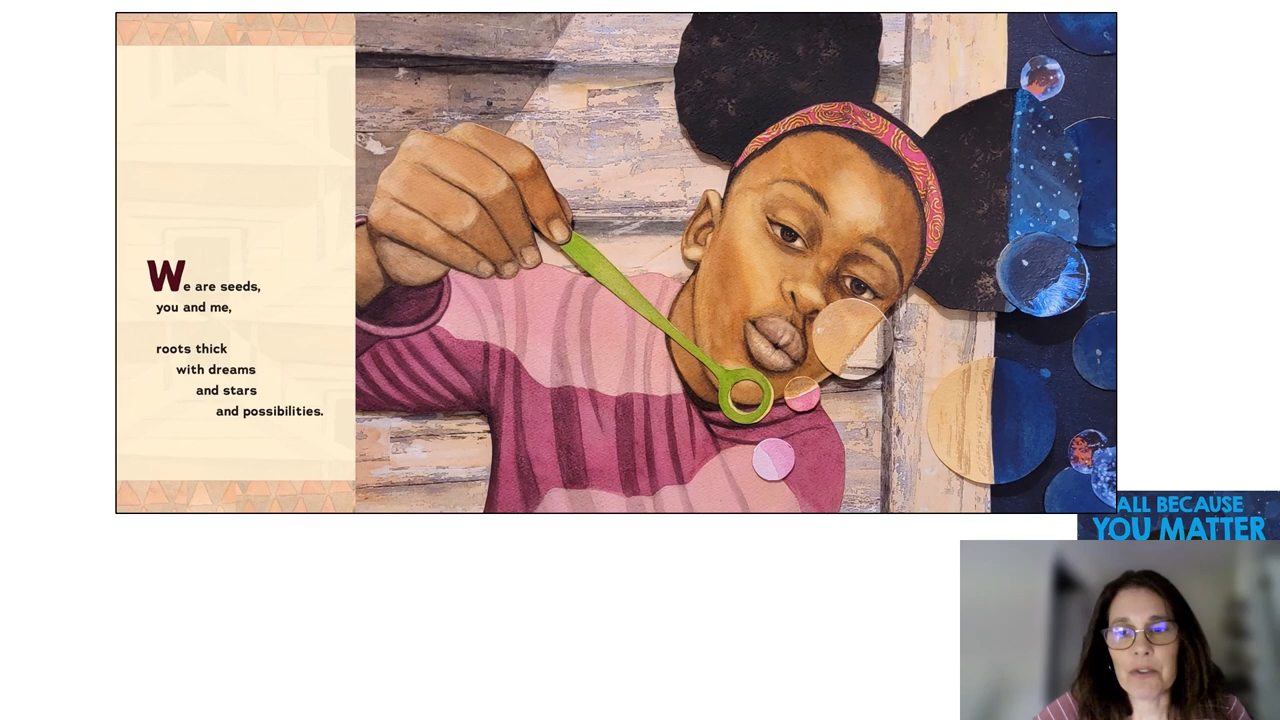 We are seeds,
you and me,
roots thick
with dreams
and stars
and possibilities.
ALL BECAUSE
YOU MATTER